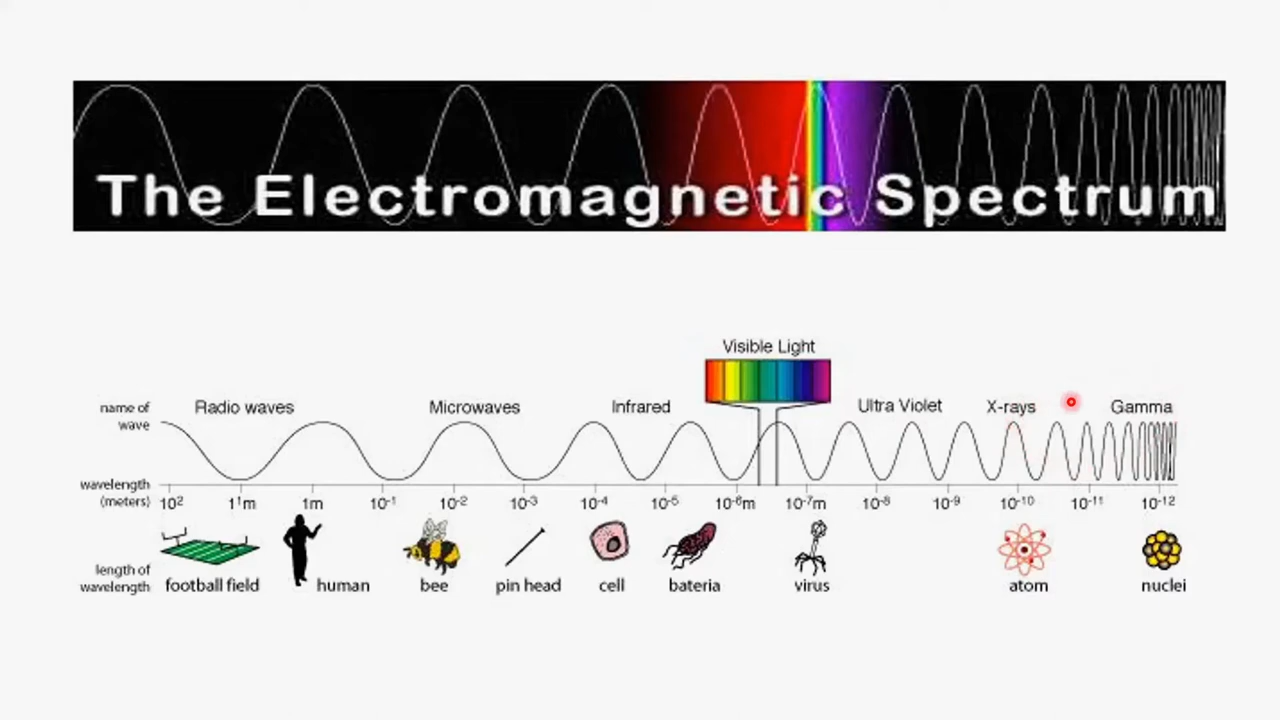 The Electromagnetic Spectrum
Visible Light
name of
wave
Radio waves Microwaves Infrared Ultra Violet X-rays Gamma
wavelength
(meters)
10² 1¹m 1m 10⁻¹ 10⁻² 10⁻³ 10⁻⁴ 10⁻⁵ 10⁻⁶m 10⁻⁷m 10⁻⁸ 10⁻⁹ 10⁻¹⁰ 10⁻¹¹ 10⁻¹²
length of
wavelength
football field human bee pin head cell bateria virus atom nuclei